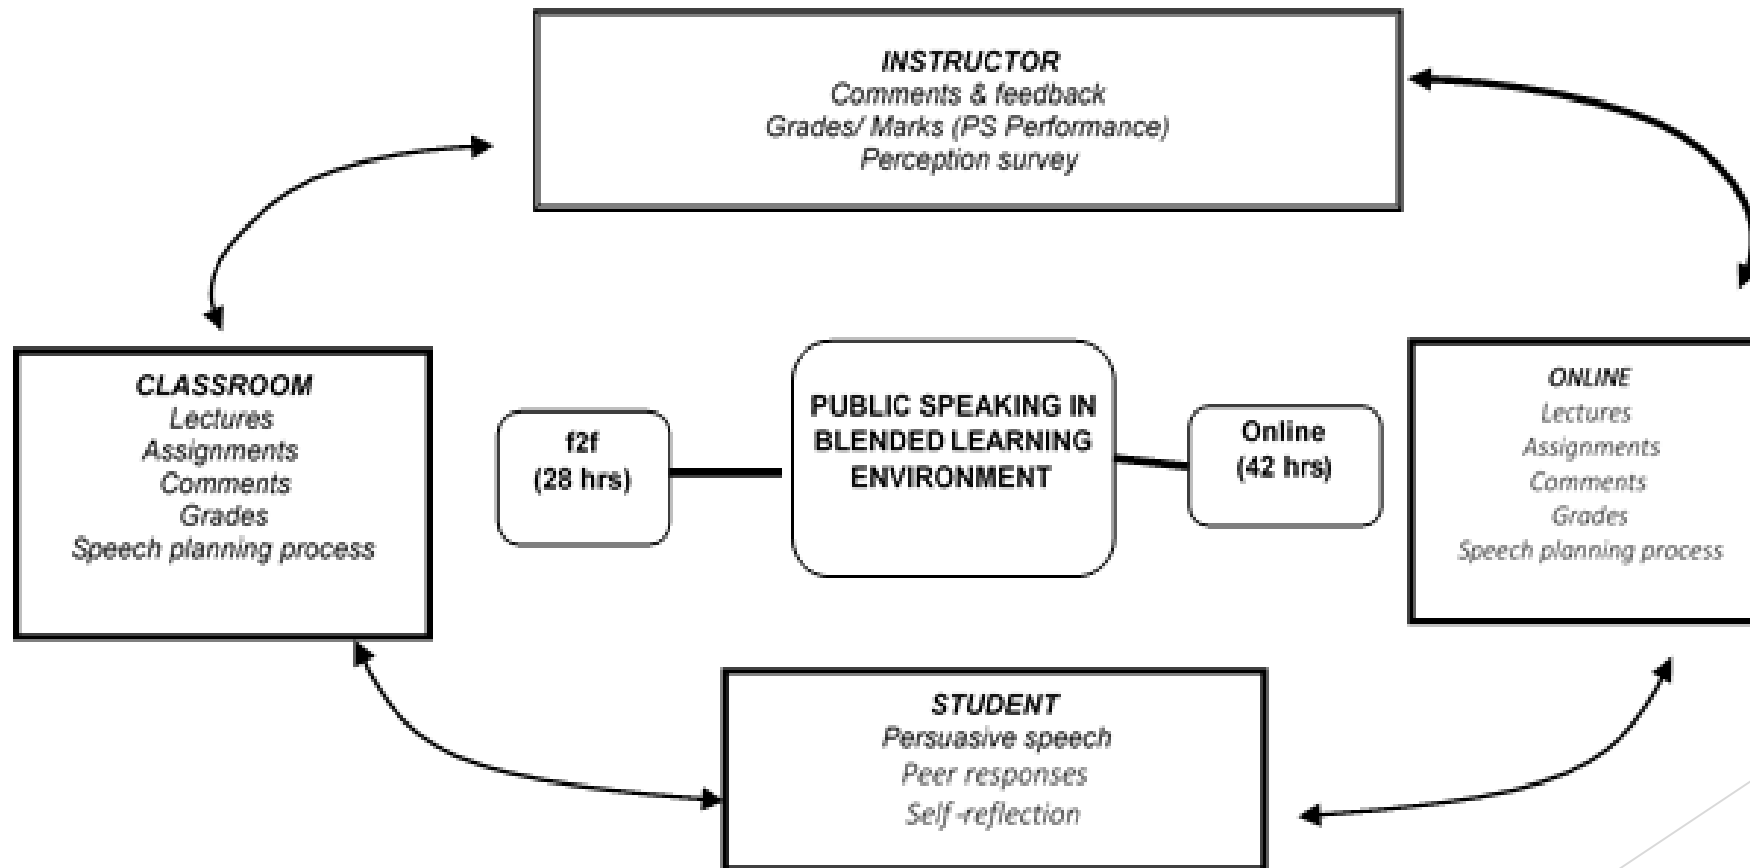 INSTRUCTOR
Comments & feedback
Grades/ Marks (PS Performance)
Perception survey
CLASSROOM
Lectures
Assignments
Comments
Grades
Speech planning process
f2f
(28 hrs)
PUBLIC SPEAKING IN
BLENDED LEARNING
ENVIRONMENT
Online
(42 hrs)
ONLINE
Lectures
Assignments
Comments
Grades
Speech planning process
STUDENT
Persuasive speech
Peer responses
Self-reflection